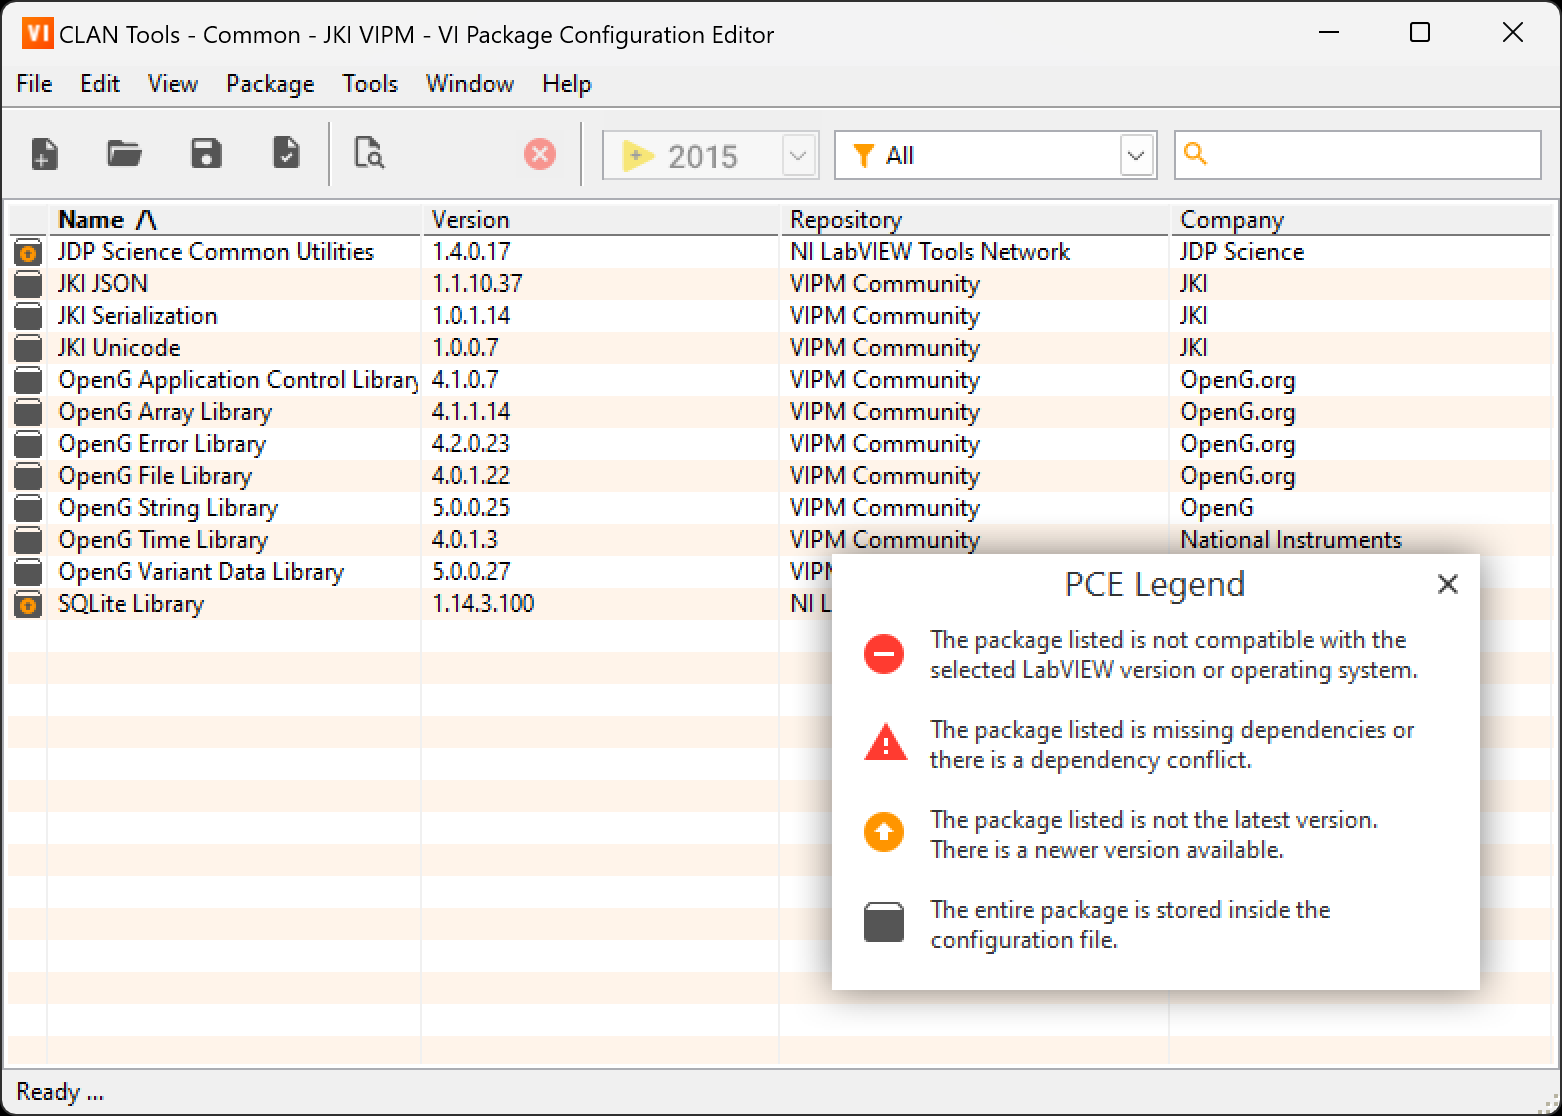 VI CLAN Tools - Common - JKI VIPM - VI Package Configuration Editor
File Edit View Package Tools Window Help
2015 All
Name /\ Version Repository Company
JDP Science Common Utilities 1.4.0.17 NI LabVIEW Tools Network JDP Science
JKI JSON 1.1.10.37 VIPM Community JKI
JKI Serialization 1.0.1.14 VIPM Community JKI
JKI Unicode 1.0.0.7 VIPM Community JKI
OpenG Application Control Library 4.1.0.7 VIPM Community OpenG.org
OpenG Array Library 4.1.1.14 VIPM Community OpenG.org
OpenG Error Library 4.2.0.23 VIPM Community OpenG.org
OpenG File Library 4.0.1.22 VIPM Community OpenG.org
OpenG String Library 5.0.0.25 VIPM Community OpenG
OpenG Time Library 4.0.1.3 VIPM Community National Instruments
OpenG Variant Data Library 5.0.0.27 VIPM
SQLite Library 1.14.3.100 NI L
PCE Legend
The package listed is not compatible with the
selected LabVIEW version or operating system.
The package listed is missing dependencies or
there is a dependency conflict.
The package listed is not the latest version.
There is a newer version available.
The entire package is stored inside the
configuration file.
Ready ...